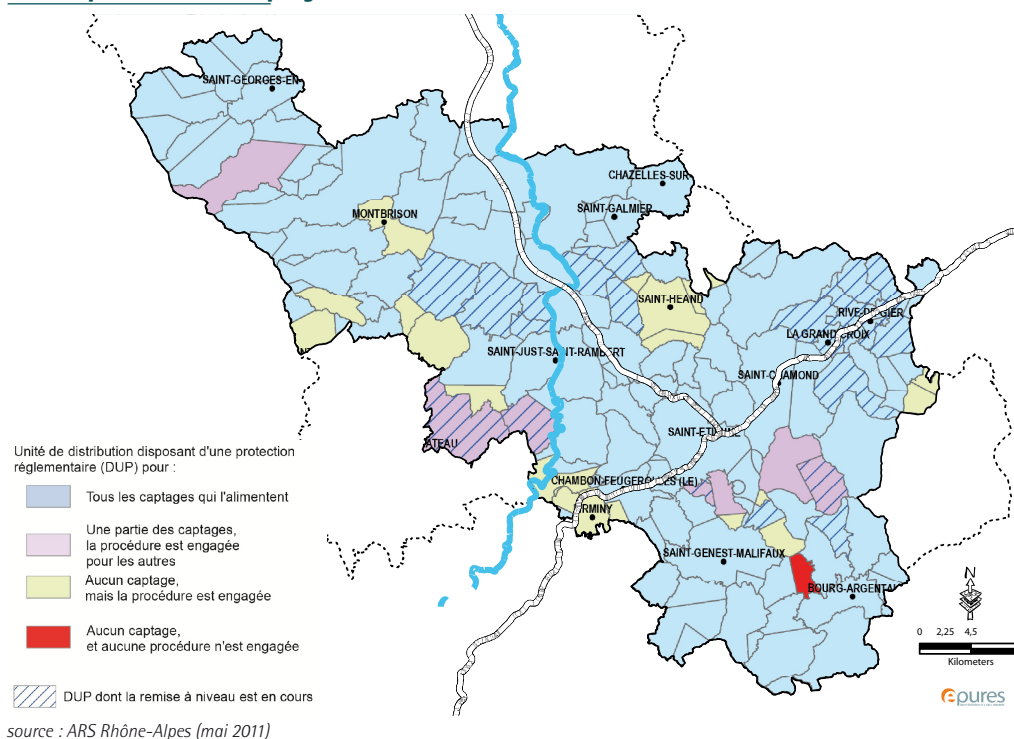 SAINT-GEORGES-EN
CHAZELLES-SUR
SAINT-GALMIER
MONTBRISON
SAINT-HEAND
RIVE-DE-GIER
LA GRAND-CROIX
SAINT-JUST-SAINT-RAMBERT
SAINT-CHAMOND
SAINT-ETIENNE
ATEAU
CHAMBON-FEUGEROLLES (LE)
RMINY
SAINT-GENEST-MALIFAUX
BOURG-ARGENTA
Unité de distribution disposant d'une protection
réglementaire (DUP) pour :
Tous les captages qui l'alimentent
Une partie des captages,
la procédure est engagée
pour les autres
Aucun captage,
mais la procédure est engagée
Aucun captage,
et aucune procédure n'est engagée
DUP dont la remise à niveau est en cours
N
0 2,25 4,5
Kilometers
epures
source : ARS Rhône-Alpes (mai 2011)